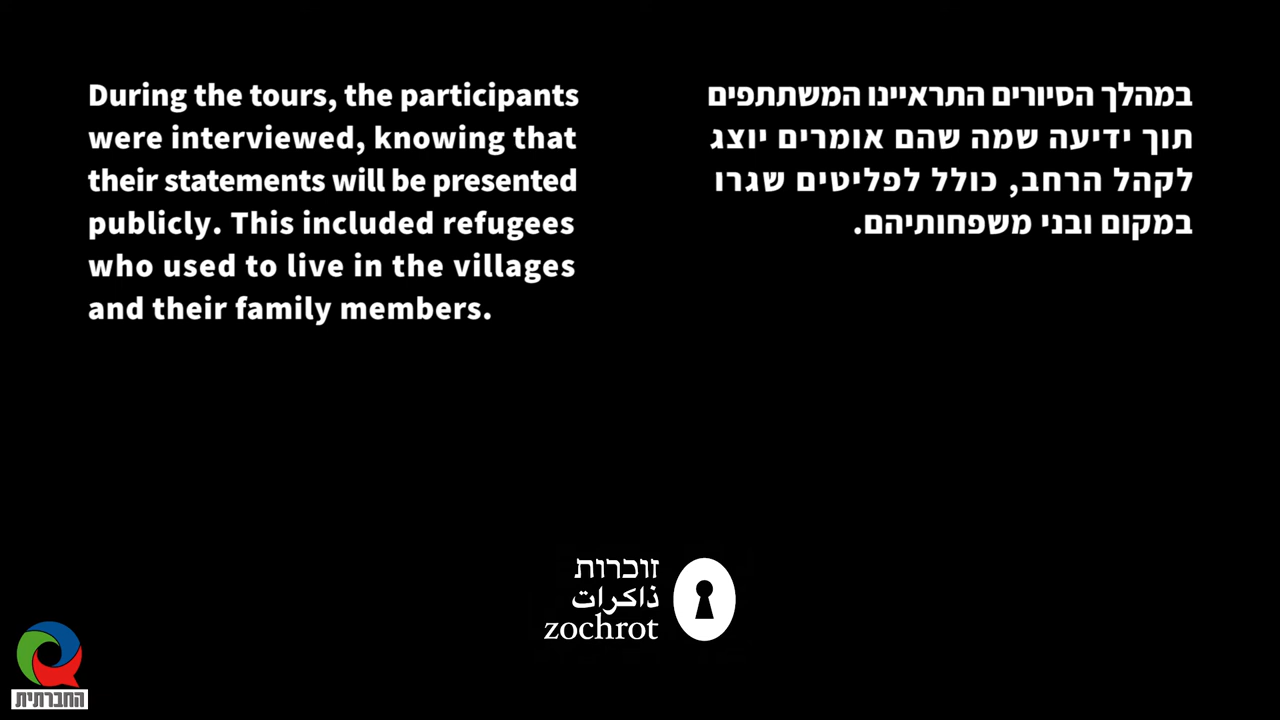 During the tours, the participants
were interviewed, knowing that
their statements will be presented
publicly. This included refugees
who used to live in the villages
and their family members.
במהלך הסיורים התראיינו המשתתפים
תוך ידיעה שמה שהם אומרים יוצג
לקהל הרחב, כולל לפליטים שגרו
במקום ובני משפחותיהם.
זוכרות
ذاكرات
zochrot
החברתית